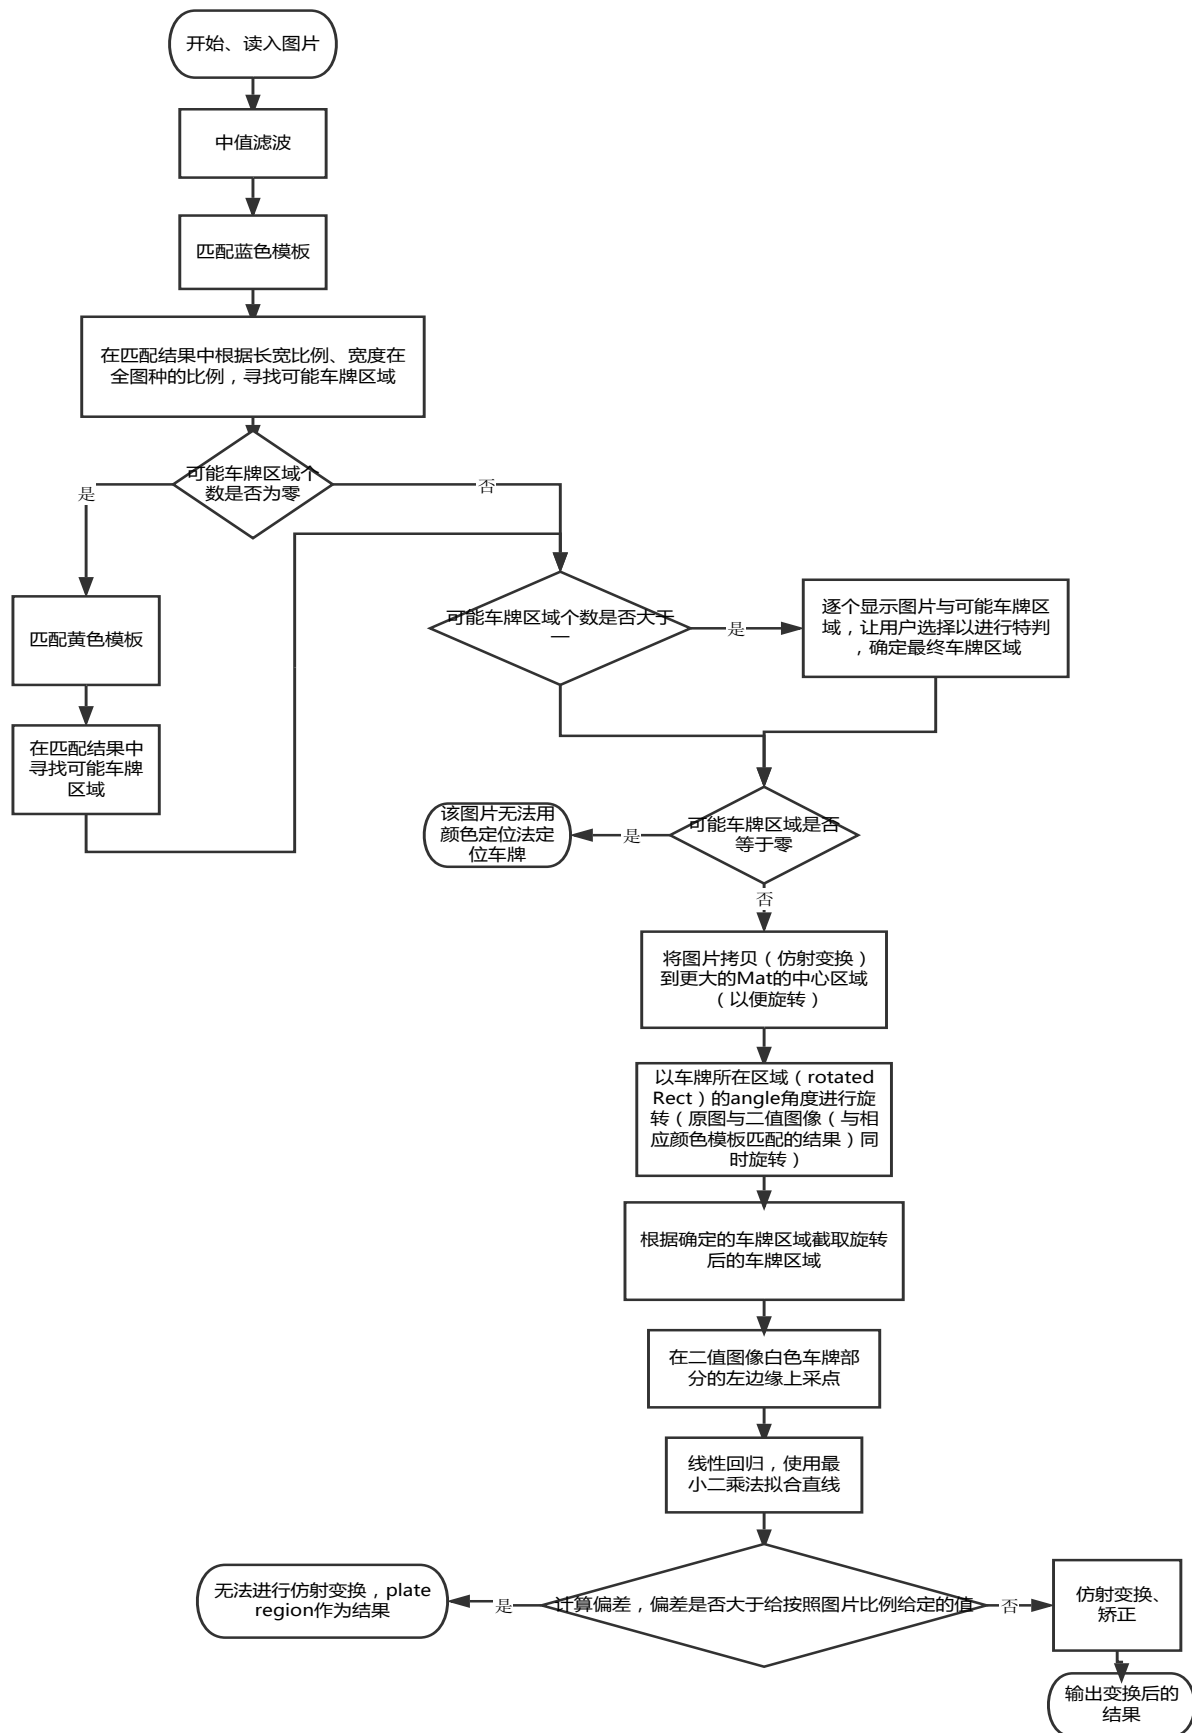 开始、读入图片
中值滤波
匹配蓝色模板
在匹配结果中根据长宽比例、宽度在
全图种的比例，寻找可能车牌区域
可能车牌区域个
数是否为零
是
否
匹配黄色模板
在匹配结果中
寻找可能车牌
区域
可能车牌区域个数是否大于
一
是
逐个显示图片与可能车牌区
域，让用户选择以进行特判
，确定最终车牌区域
可能车牌区域是否
等于零
是
该图片无法用
颜色定位法定
位车牌
否
将图片拷贝（仿射变换）
到更大的Mat的中心区域
（以便旋转）
以车牌所在区域（rotated
Rect）的angle角度进行旋
转（原图与二值图像（与相
应颜色模板匹配的结果）同
时旋转）
根据确定的车牌区域截取旋转
后的车牌区域
在二值图像白色车牌部
分的左边缘上采点
线性回归，使用最
小二乘法拟合直线
计算偏差，偏差是否大于给按照图片比例给定的值
是
无法进行仿射变换，plate
region作为结果
否
仿射变换、
矫正
输出变换后的
结果